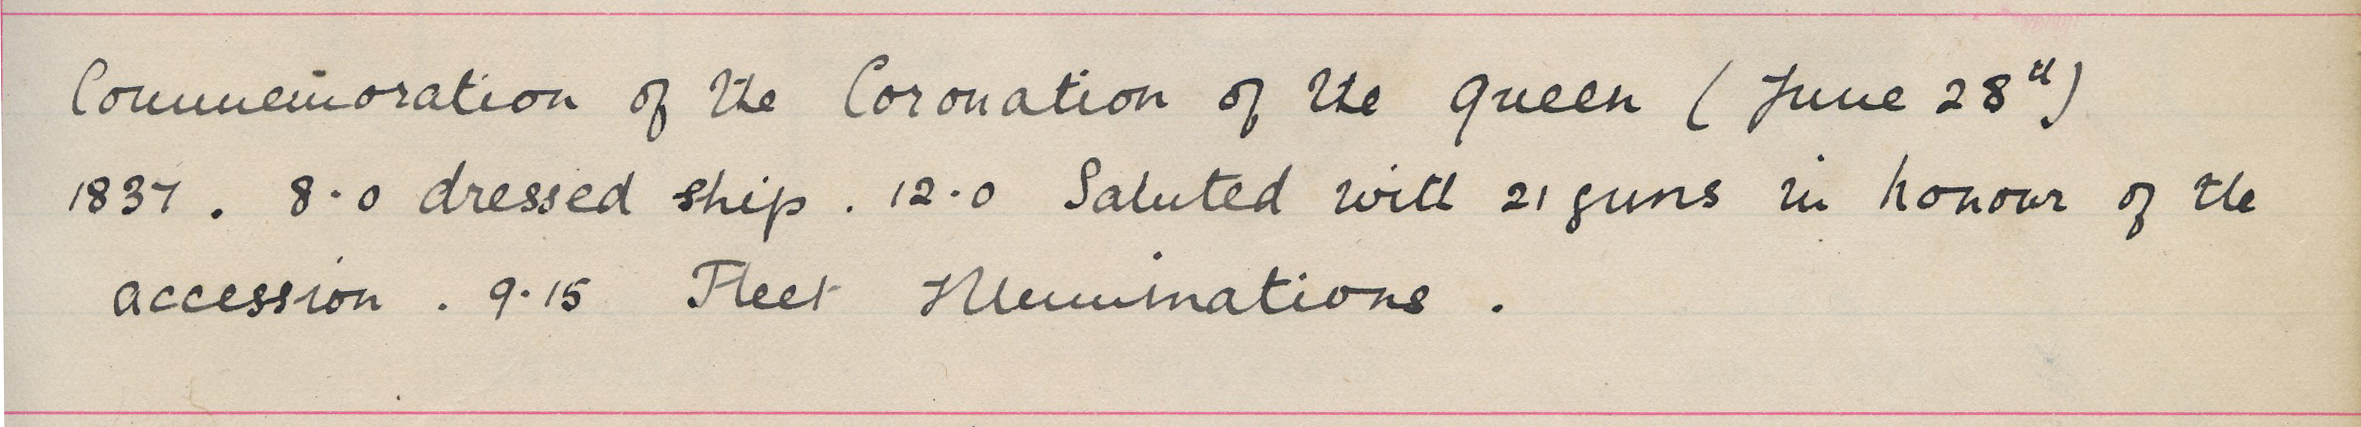 Commemoration of the Coronation of the Queen (June 28th)
1837. 8.0 dressed ship. 12.0 Saluted with 21 guns in honour of the
accession. 9.15 Fleet Illuminations.